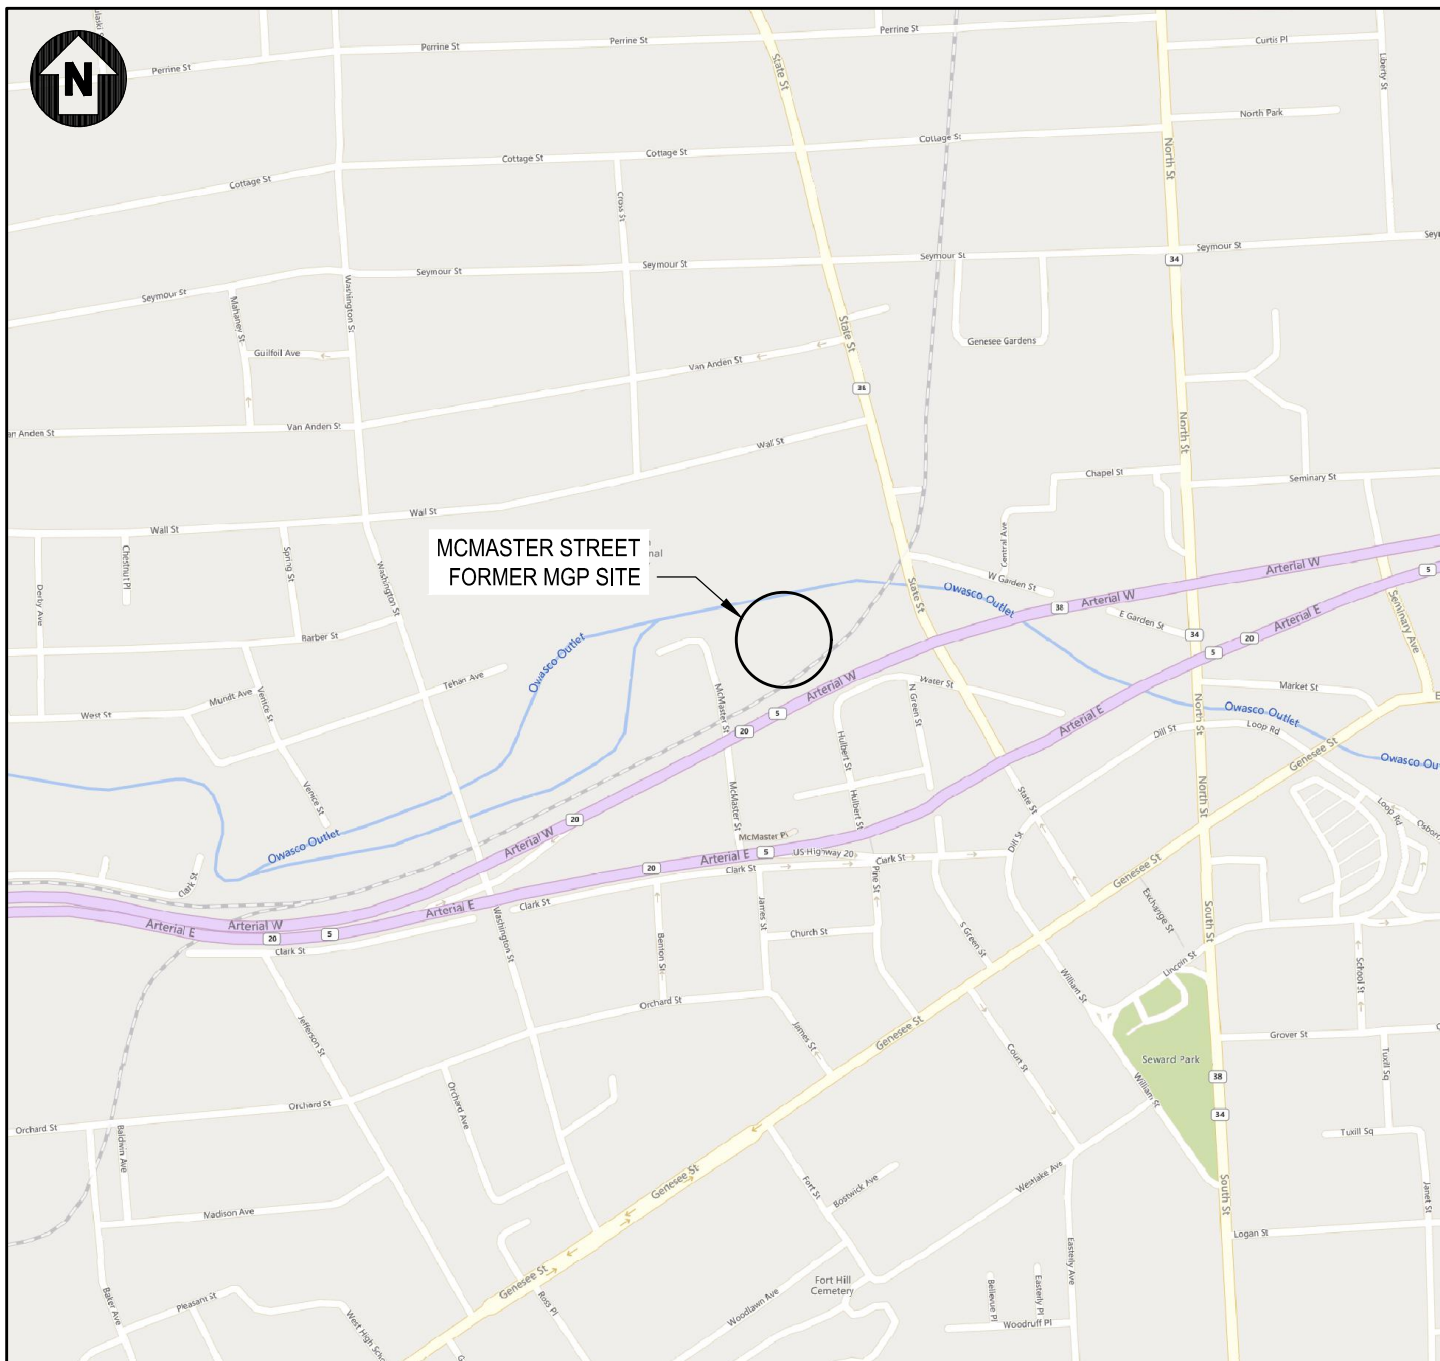 N
Perrine St
Perrine St
Perrine St
Perrine St
State St
Curtis Pl
Liberty St
North Park
North St
Cottage St
Cottage St
Cottage St
Cottage St
Cross St
Seymour St
Seymour St
Seymour St
Seymour St
Seymour St
34
Washington St
Mahaney St
Guilfoil Ave
State St
Genesee Gardens
Van Anden St
38
Van Anden St
North St
Wall St
Chapel St
Seminary St
Wall St
Wall St
Chestnut Pl
Spring St
Derby Ave
Washington St
Central Ave
MCMASTER STREET
FORMER MGP SITE
W Garden St
State St
Owasco Outlet
Arterial W
Arterial W
38
5
E Garden St
34
20
Arterial E
5
Seminary Ave
Barber St
Owasco Outlet
Tehan Ave
Mundt Ave
Venice St
West St
McMaster St
Arterial W
5
20
Water St
N Green St
Hulbert St
Market St
North St
Owasco Outlet
Arterial E
Dill St
Loop Rd
Genesee St
Venice St
McMaster St
Hulbert St
State St
North St
Loop Rd
20
Arterial W
Owasco Outlet
McMaster Pl
Arterial E
5
US Highway 20
Clark St
Clark St
20
Dill St
Clark St
Pine St
Genesee St
Exchange St
Arterial E
Arterial W
Arterial E
Clark St
20
5
Clark St
Washington St
Benton St
James St
Church St
S Green St
South St
Lincoln St
School St
William St
Orchard St
James St
Genesee St
Court St
Jefferson St
Grover St
Seward Park
William St
Tuxill Sq
38
34
Orchard St
Orchard Ave
Orchard St
Baldwin Ave
Tuxill Sq
Genesee St
Fort St
Bostwick Ave
Westlake Ave
South St
Janet St
Madison Ave
Logan St
Easterly Ave
Genesee St
Ross Pl
Fort Hill
Cemetery
Bellevue Pl
Easterly Pl
Woodlawn Ave
Woodruff Pl
Baker Ave
Pleasant St